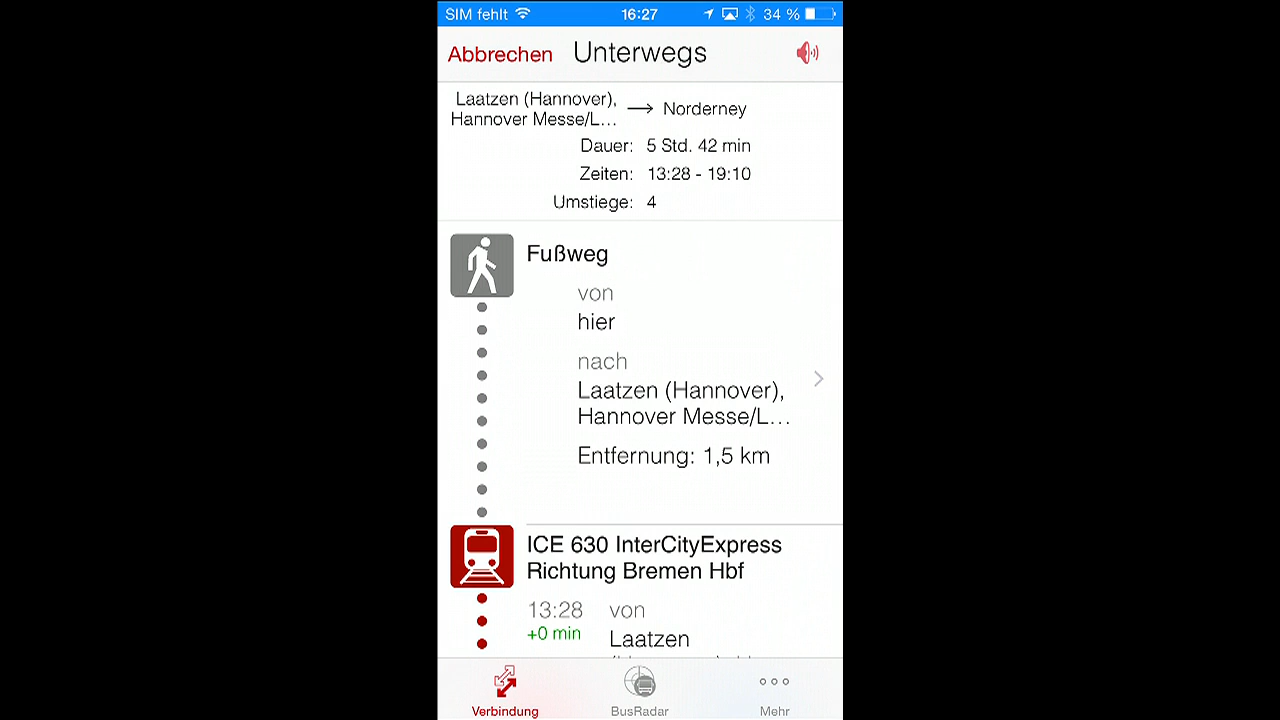 SIM fehlt 16:27 34 %
Abbrechen Unterwegs
Laatzen (Hannover),
Hannover Messe/L... → Norderney
Dauer: 5 Std. 42 min
Zeiten: 13:28 - 19:10
Umstiege: 4
Fußweg
von
hier
nach
Laatzen (Hannover),
Hannover Messe/L...
Entfernung: 1,5 km
ICE 630 InterCityExpress
Richtung Bremen Hbf
13:28 von
+0 min Laatzen
Verbindung BusRadar Mehr